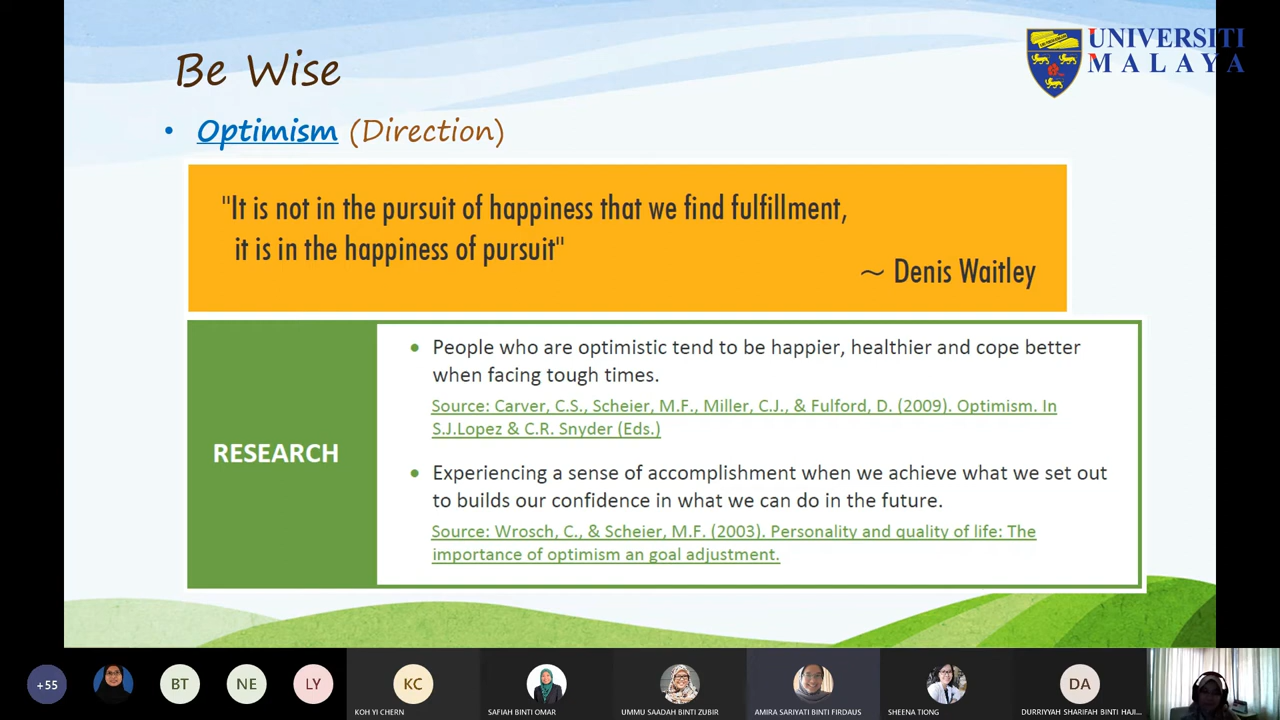 Be Wise
UNIVERSITI
MALAYA
• Optimism (Direction)
"It is not in the pursuit of happiness that we find fulfillment,
it is in the happiness of pursuit"
~ Denis Waitley
RESEARCH
• People who are optimistic tend to be happier, healthier and cope better
when facing tough times.
Source: Carver, C.S., Scheier, M.F., Miller, C.J., & Fulford, D. (2009). Optimism. In
S.J.Lopez & C.R. Snyder (Eds.)
• Experiencing a sense of accomplishment when we achieve what we set out
to builds our confidence in what we can do in the future.
Source: Wrosch, C., & Scheier, M.F. (2003). Personality and quality of life: The
importance of optimism an goal adjustment.
+55
BT
NE
LY
KC
DA
KOH YI CHERN
SAFIAH BINTI OMAR
UMMU SAADAH BINTI ZUBIR
AMIRA SARIYATI BINTI FIRDAUS
SHEENA TIONG
DURRIYYAH SHARIFAH BINTI HAJI...